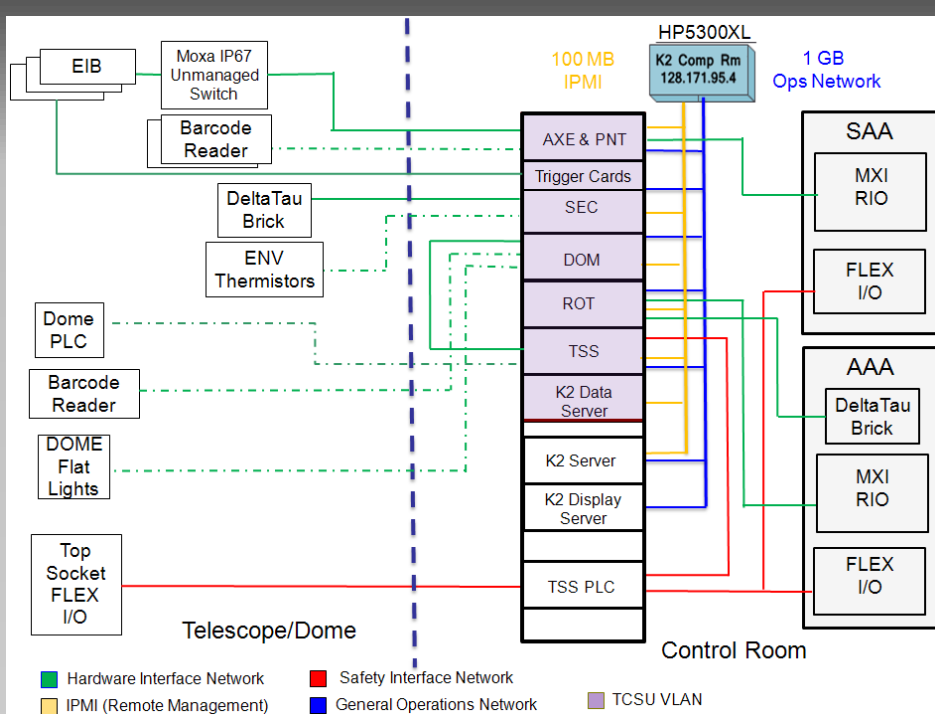 HP5300XL
K2 Comp Rm
128.171.95.4
100 MB
IPMI
1 GB
Ops Network
EIB
Moxa IP67
Unmanaged
Switch
Barcode
Reader
DeltaTau
Brick
ENV
Thermistors
Dome
PLC
Barcode
Reader
DOME
Flat
Lights
Top
Socket
FLEX
I/O
Telescope/Dome
AXE & PNT
Trigger Cards
SEC
DOM
ROT
TSS
K2 Data
Server
K2 Server
K2 Display
Server
TSS PLC
SAA
MXI
RIO
FLEX
I/O
AAA
DeltaTau
Brick
MXI
RIO
FLEX
I/O
Control Room
Hardware Interface Network
Safety Interface Network
TCSU VLAN
IPMI (Remote Management)
General Operations Network